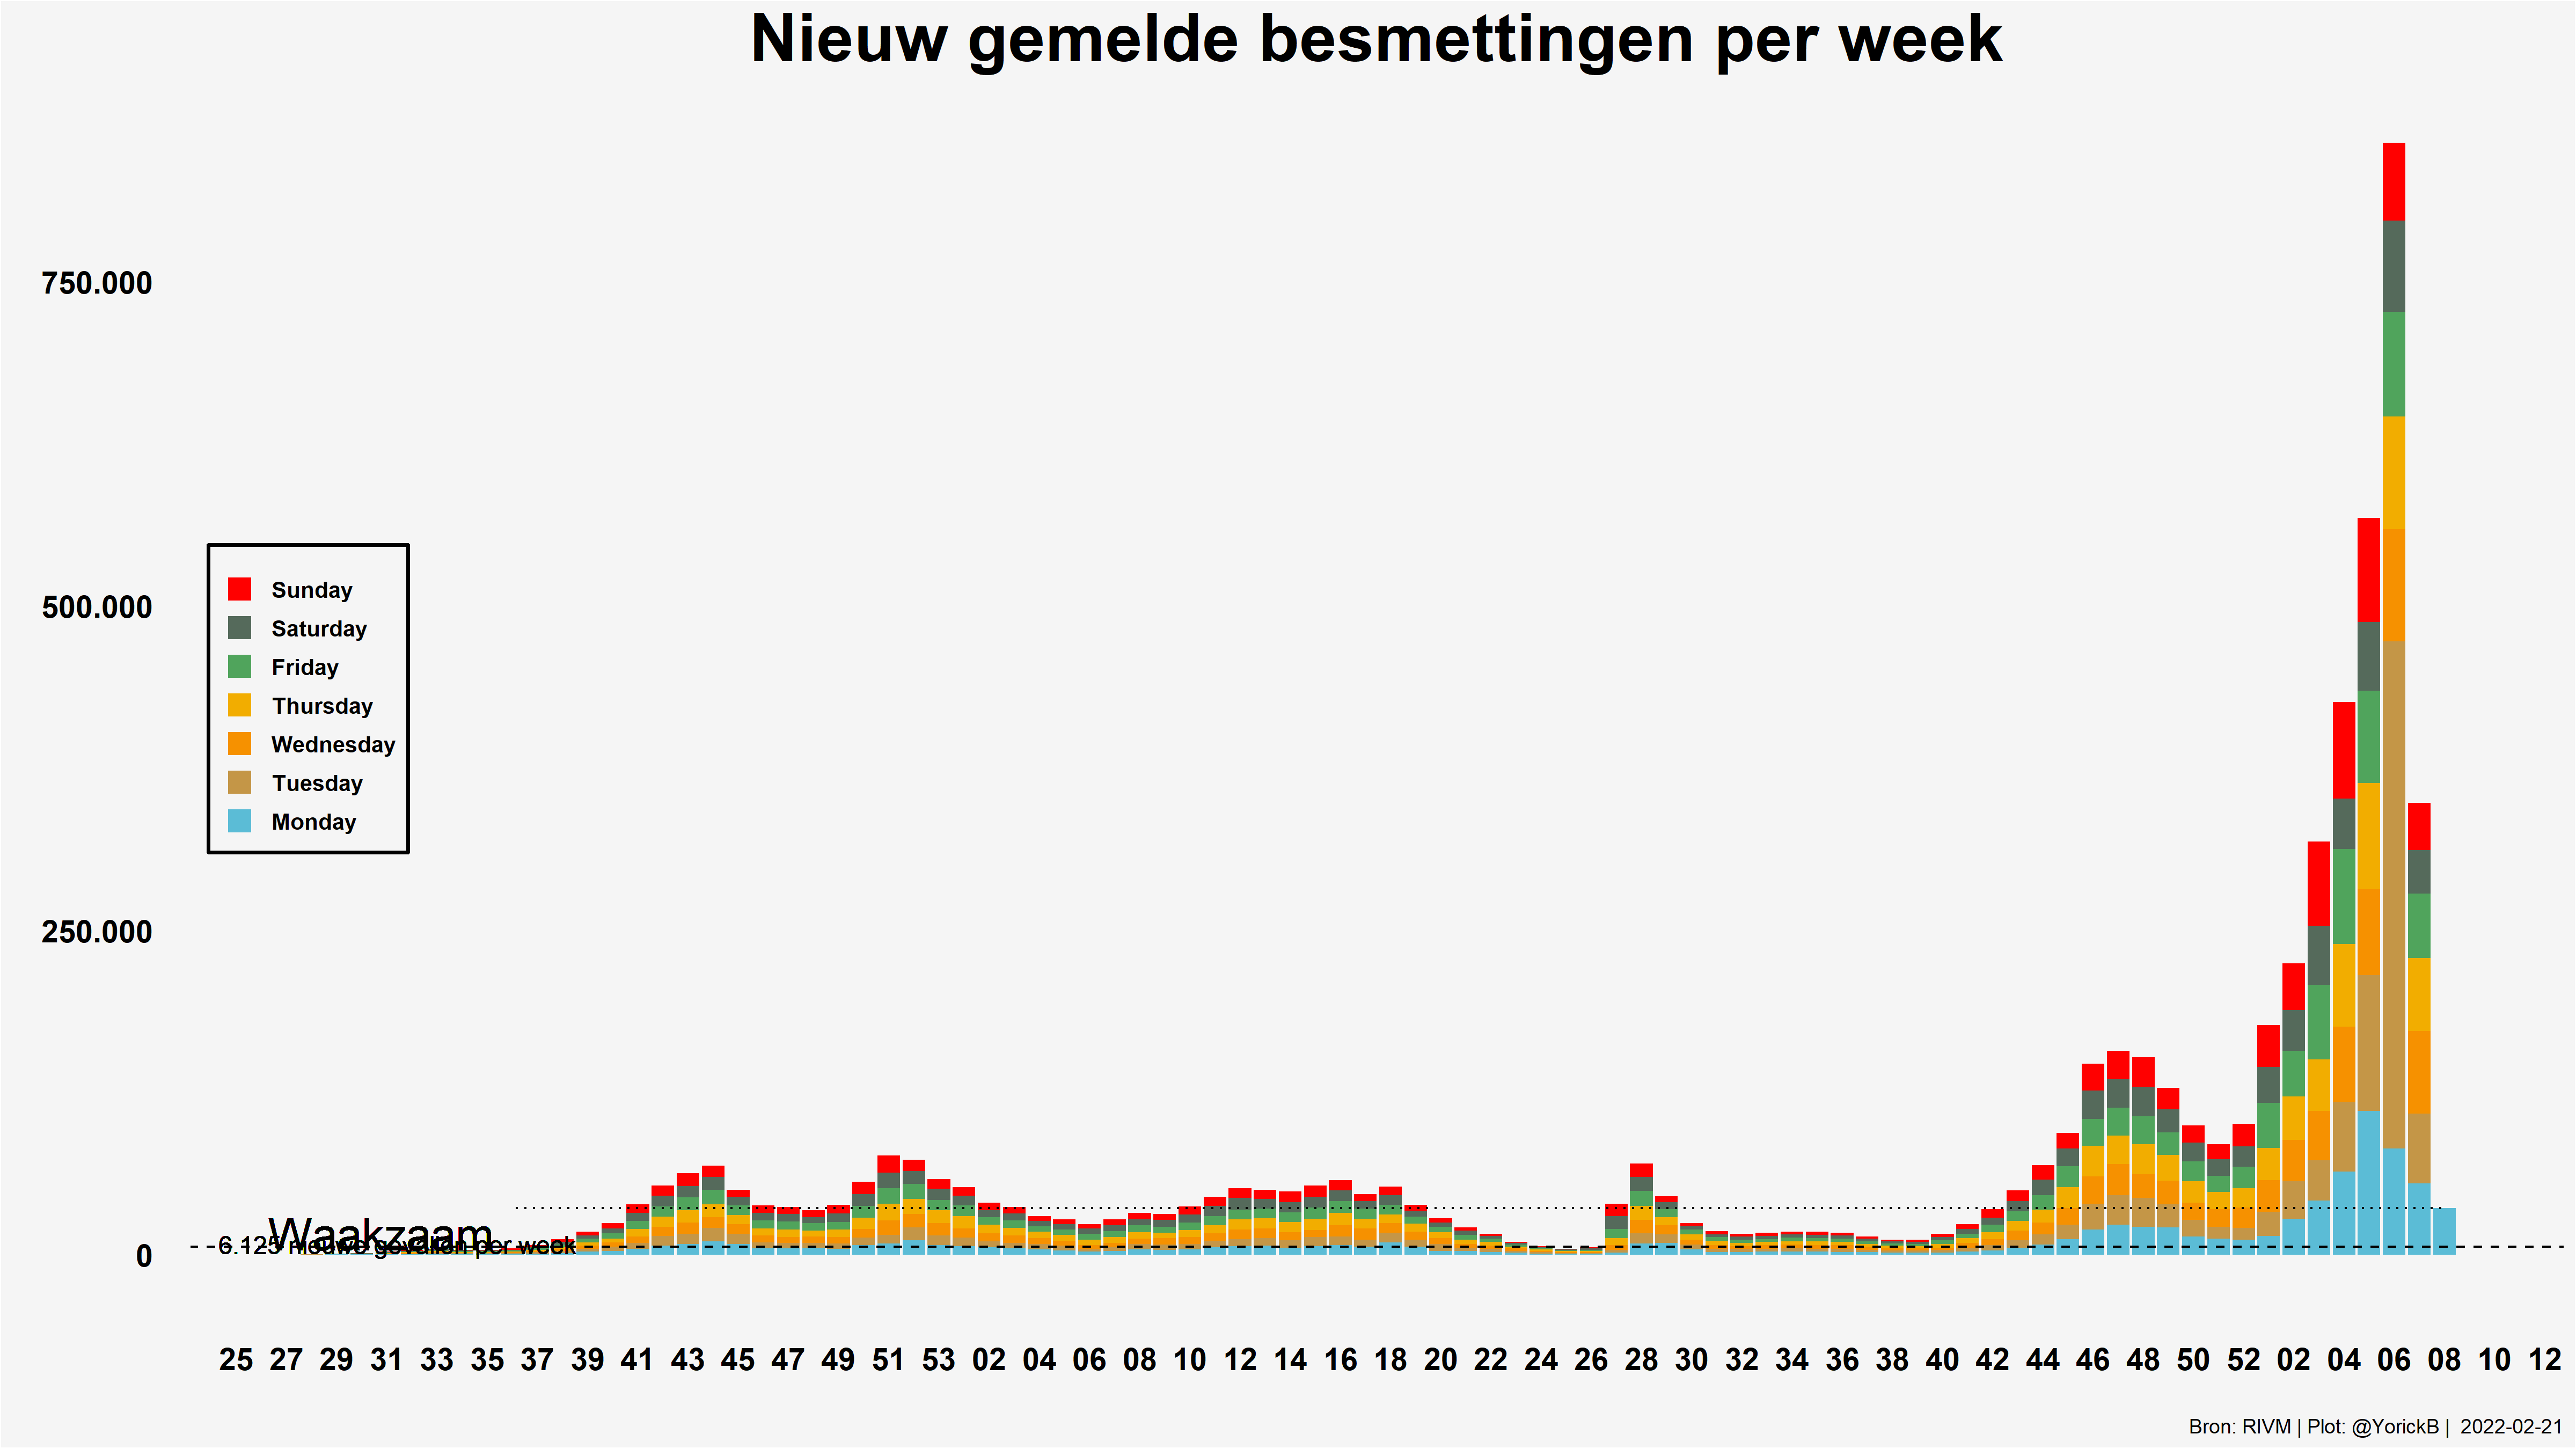 Nieuw gemelde besmettingen per week
750.000
500.000
250.000
0
Sunday
Saturday
Friday
Thursday
Wednesday
Tuesday
Monday
Waakzaam
6.125 nieuwe gevallen per week
25 27 29 31 33 35 37 39 41 43 45 47 49 51 53 02 04 06 08 10 12 14 16 18 20 22 24 26 28 30 32 34 36 38 40 42 44 46 48 50 52 02 04 06 08 10 12
Bron: RIVM | Plot: @YorickB | 2022-02-21